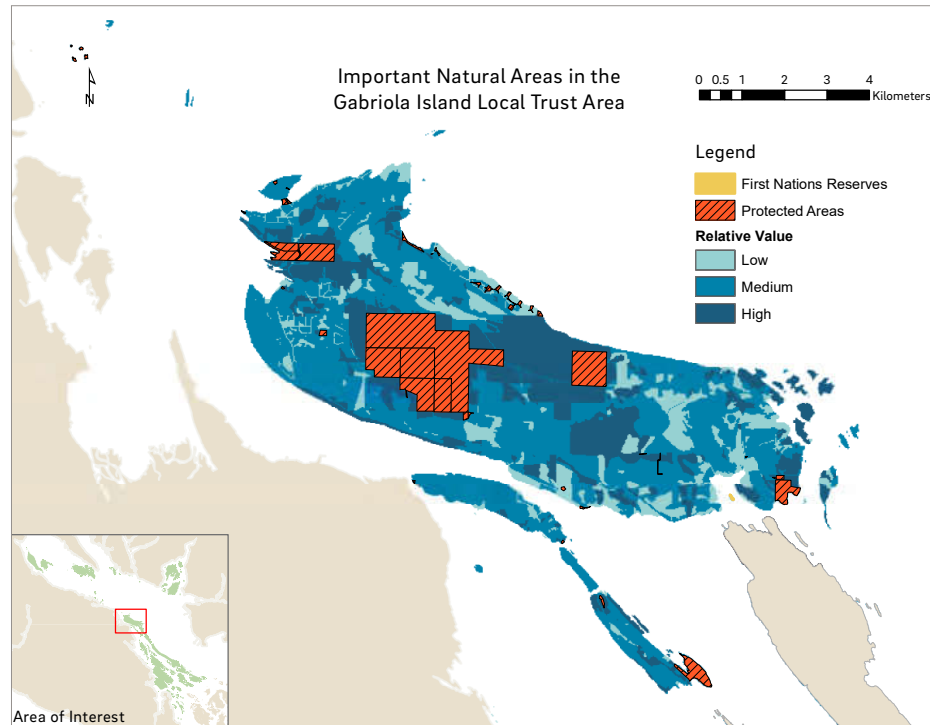 Important Natural Areas in the
Gabriola Island Local Trust Area
N
0 0.5 1 2 3 4
Kilometers
Legend
First Nations Reserves
Protected Areas
Relative Value
Low
Medium
High
Area of Interest